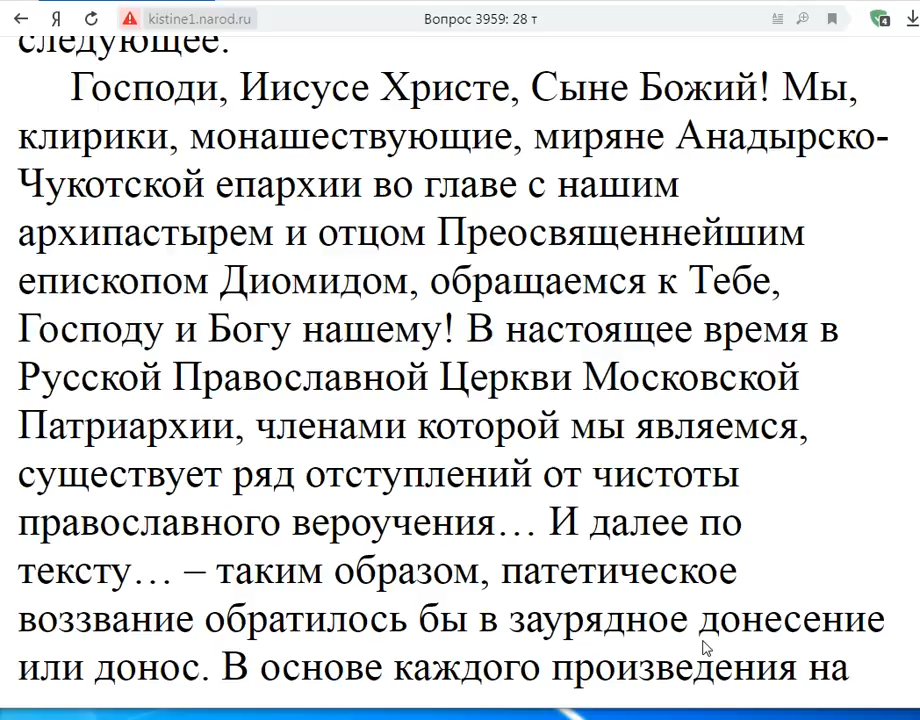 kistine1.narod.ru
Вопрос 3959: 28 т
4
следующее.
Господи, Иисусе Христе, Сыне Божий! Мы,
клирики, монашествующие, миряне Анадырско-
Чукотской епархии во главе с нашим
архипастырем и отцом Преосвященнейшим
епископом Диомидом, обращаемся к Тебе,
Господу и Богу нашему! В настоящее время в
Русской Православной Церкви Московской
Патриархии, членами которой мы являемся,
существует ряд отступлений от чистоты
православного вероучения… И далее по
тексту… – таким образом, патетическое
воззвание обратилось бы в заурядное донесение
или донос. В основе каждого произведения на